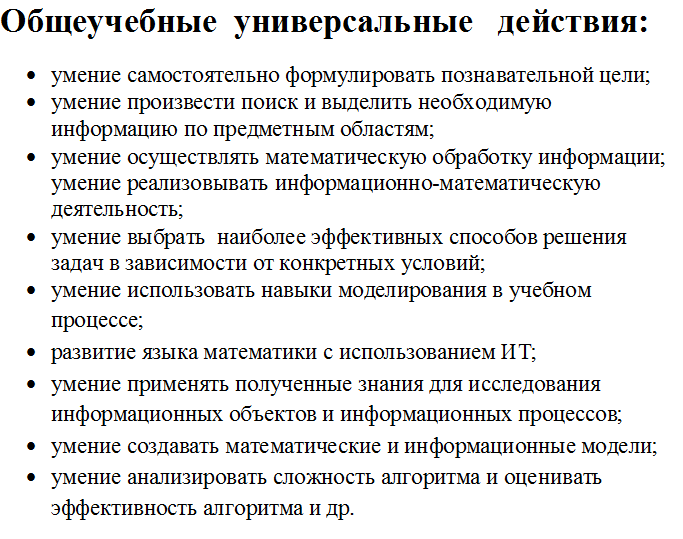 Общеучебные универсальные действия:
• умение самостоятельно формулировать познавательной цели;
• умение произвести поиск и выделить необходимую
информацию по предметным областям;
• умение осуществлять математическую обработку информации;
умение реализовывать информационно-математическую
деятельность;
• умение выбрать наиболее эффективных способов решения
задач в зависимости от конкретных условий;
• умение использовать навыки моделирования в учебном
процессе;
• развитие языка математики с использованием ИТ;
• умение применять полученные знания для исследования
информационных объектов и информационных процессов;
• умение создавать математические и информационные модели;
• умение анализировать сложность алгоритма и оценивать
эффективность алгоритма и др.